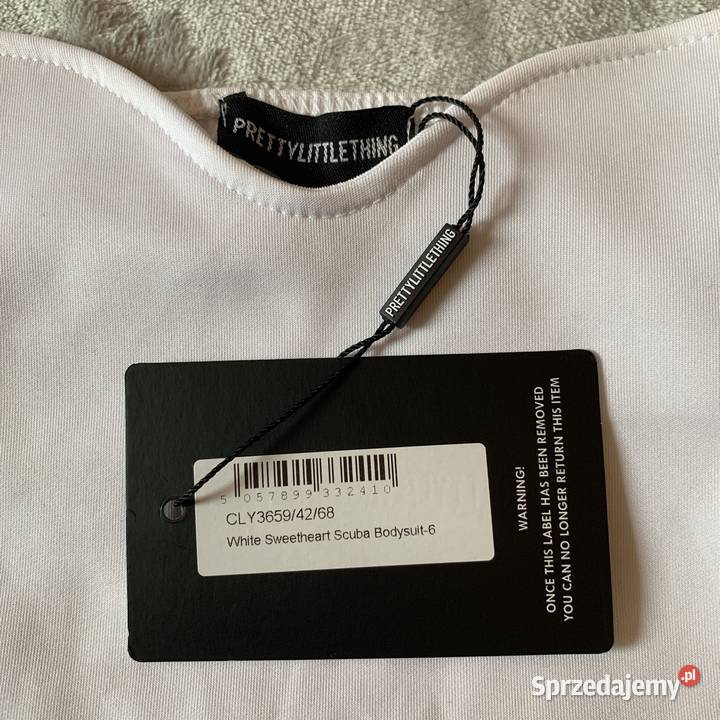 PRETTYLITTLETHING
PRETTYLITTLETHING
5 057899 332410
CLY3659/42/68
White Sweetheart Scuba Bodysuit-6
WARNING!
ONCE THIS LABEL HAS BEEN REMOVED
YOU CAN NO LONGER RETURN THIS ITEM
Sprzedajemy.pl